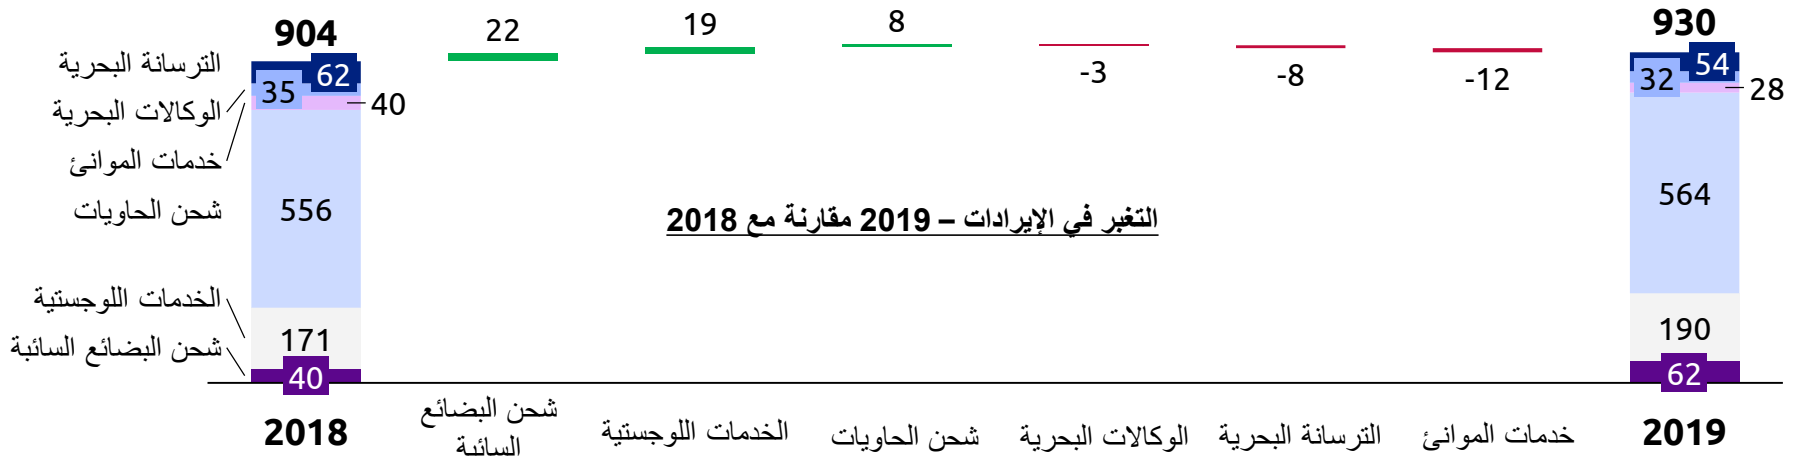 904
22
19
8
930
الترسانة البحرية
62
54
35
32
-3
-8
-12
40
28
الوكالات البحرية
خدمات الموانئ
شحن الحاويات
556
564
التغبر في الإيرادات – 2019 مقارنة مع 2018
الخدمات اللوجستية
171
190
شحن البضائع السائبة
40
62
2018
شحن البضائع
السائبة
الخدمات اللوجستية
شحن الحاويات
الوكالات البحرية
الترسانة البحرية
خدمات الموانئ
2019